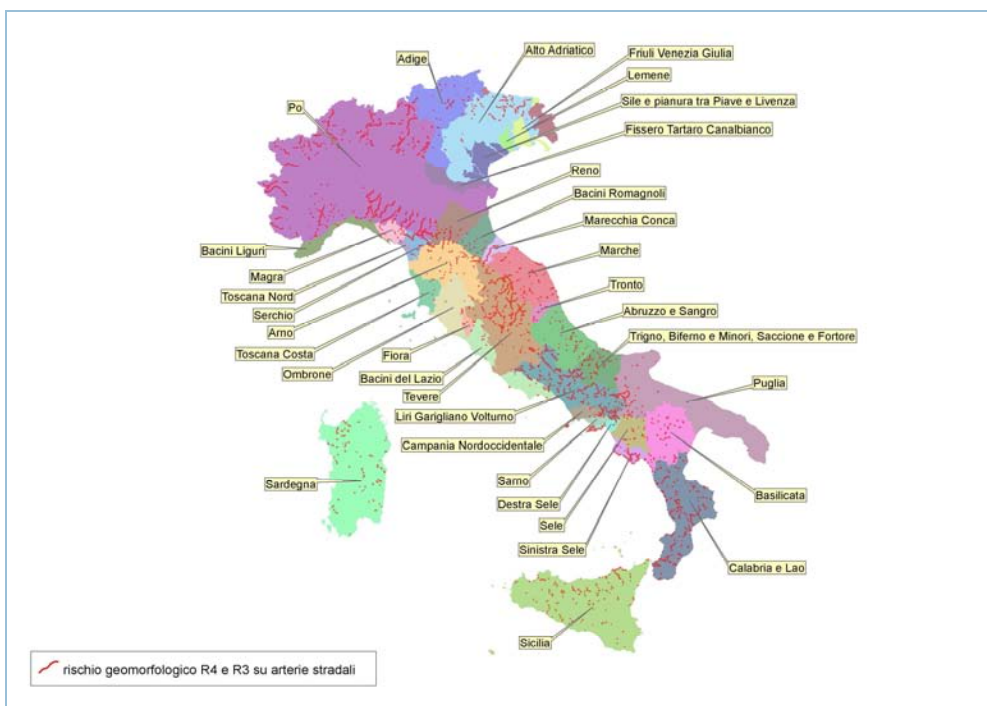 Alto Adriatico
Friuli Venezia Giulia
Adige
Lemene
Sile e pianura tra Piave e Livenza
Po
Fissero Tartaro Canalbianco
Reno
Bacini Romagnoli
Marecchia Conca
Bacini Liguri
Marche
Magra
Tronto
Toscana Nord
Serchio
Abruzzo e Sangro
Arno
Trigno, Biferno e Minori, Saccione e Fortore
Toscana Costa
Fiora
Ombrone
Bacini del Lazio
Puglia
Tevere
Liri Garigliano Volturno
Campania Nordoccidentale
Sarno
Sardegna
Basilicata
Destra Sele
Sele
Sinistra Sele
Calabria e Lao
Sicilia
rischio geomorfologico R4 e R3 su arterie stradali